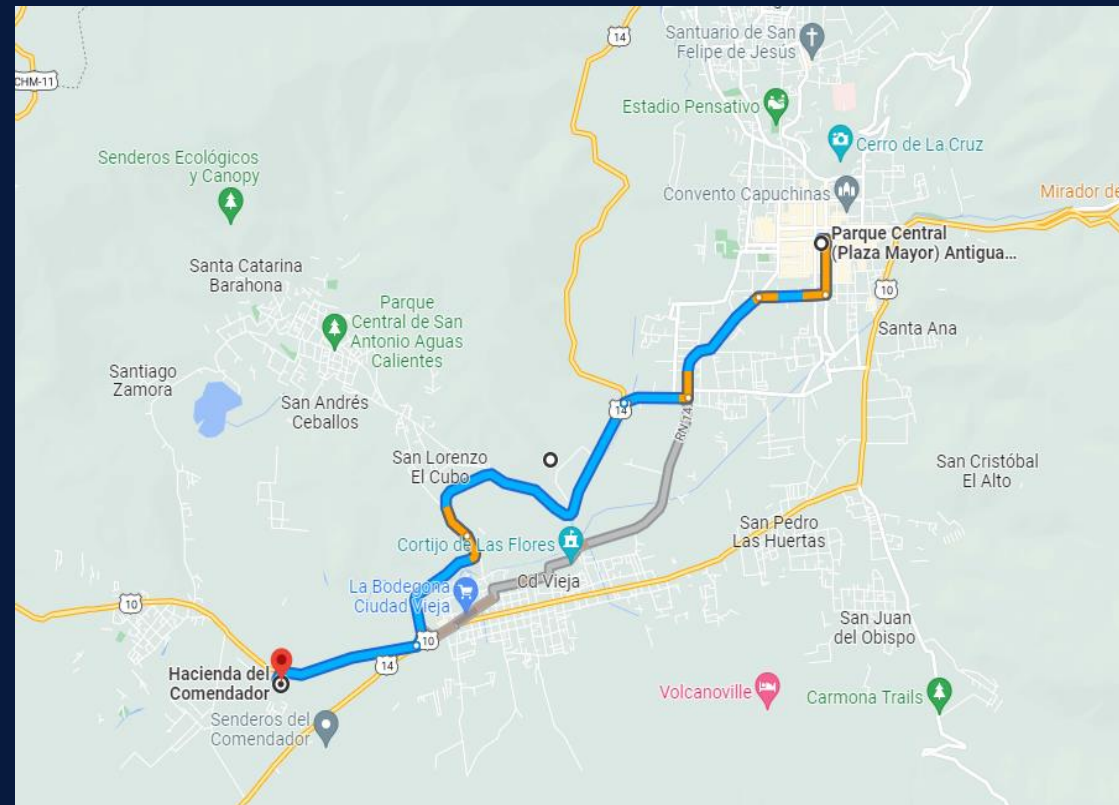 14
Santuario de San
Felipe de Jesús
CHM-11
Estadio Pensativo
Cerro de La Cruz
Senderos Ecológicos
y Canopy
Convento Capuchinas
Mirador de
Parque Central
(Plaza Mayor) Antigua...
Santa Catarina
Barahona
10
Parque
Central de San
Antonio Aguas
Calientes
Santa Ana
Santiago
Zamora
San Andrés
Ceballos
14
RN-14
San Lorenzo
El Cubo
San Cristóbal
El Alto
San Pedro
Las Huertas
Cortijo de Las Flores
Cd Vieja
La Bodegona
Ciudad Vieja
10
San Juan
del Obispo
10
14
Hacienda del
Comendador
Volcanoville
Carmona Trails
Senderos del
Comendador